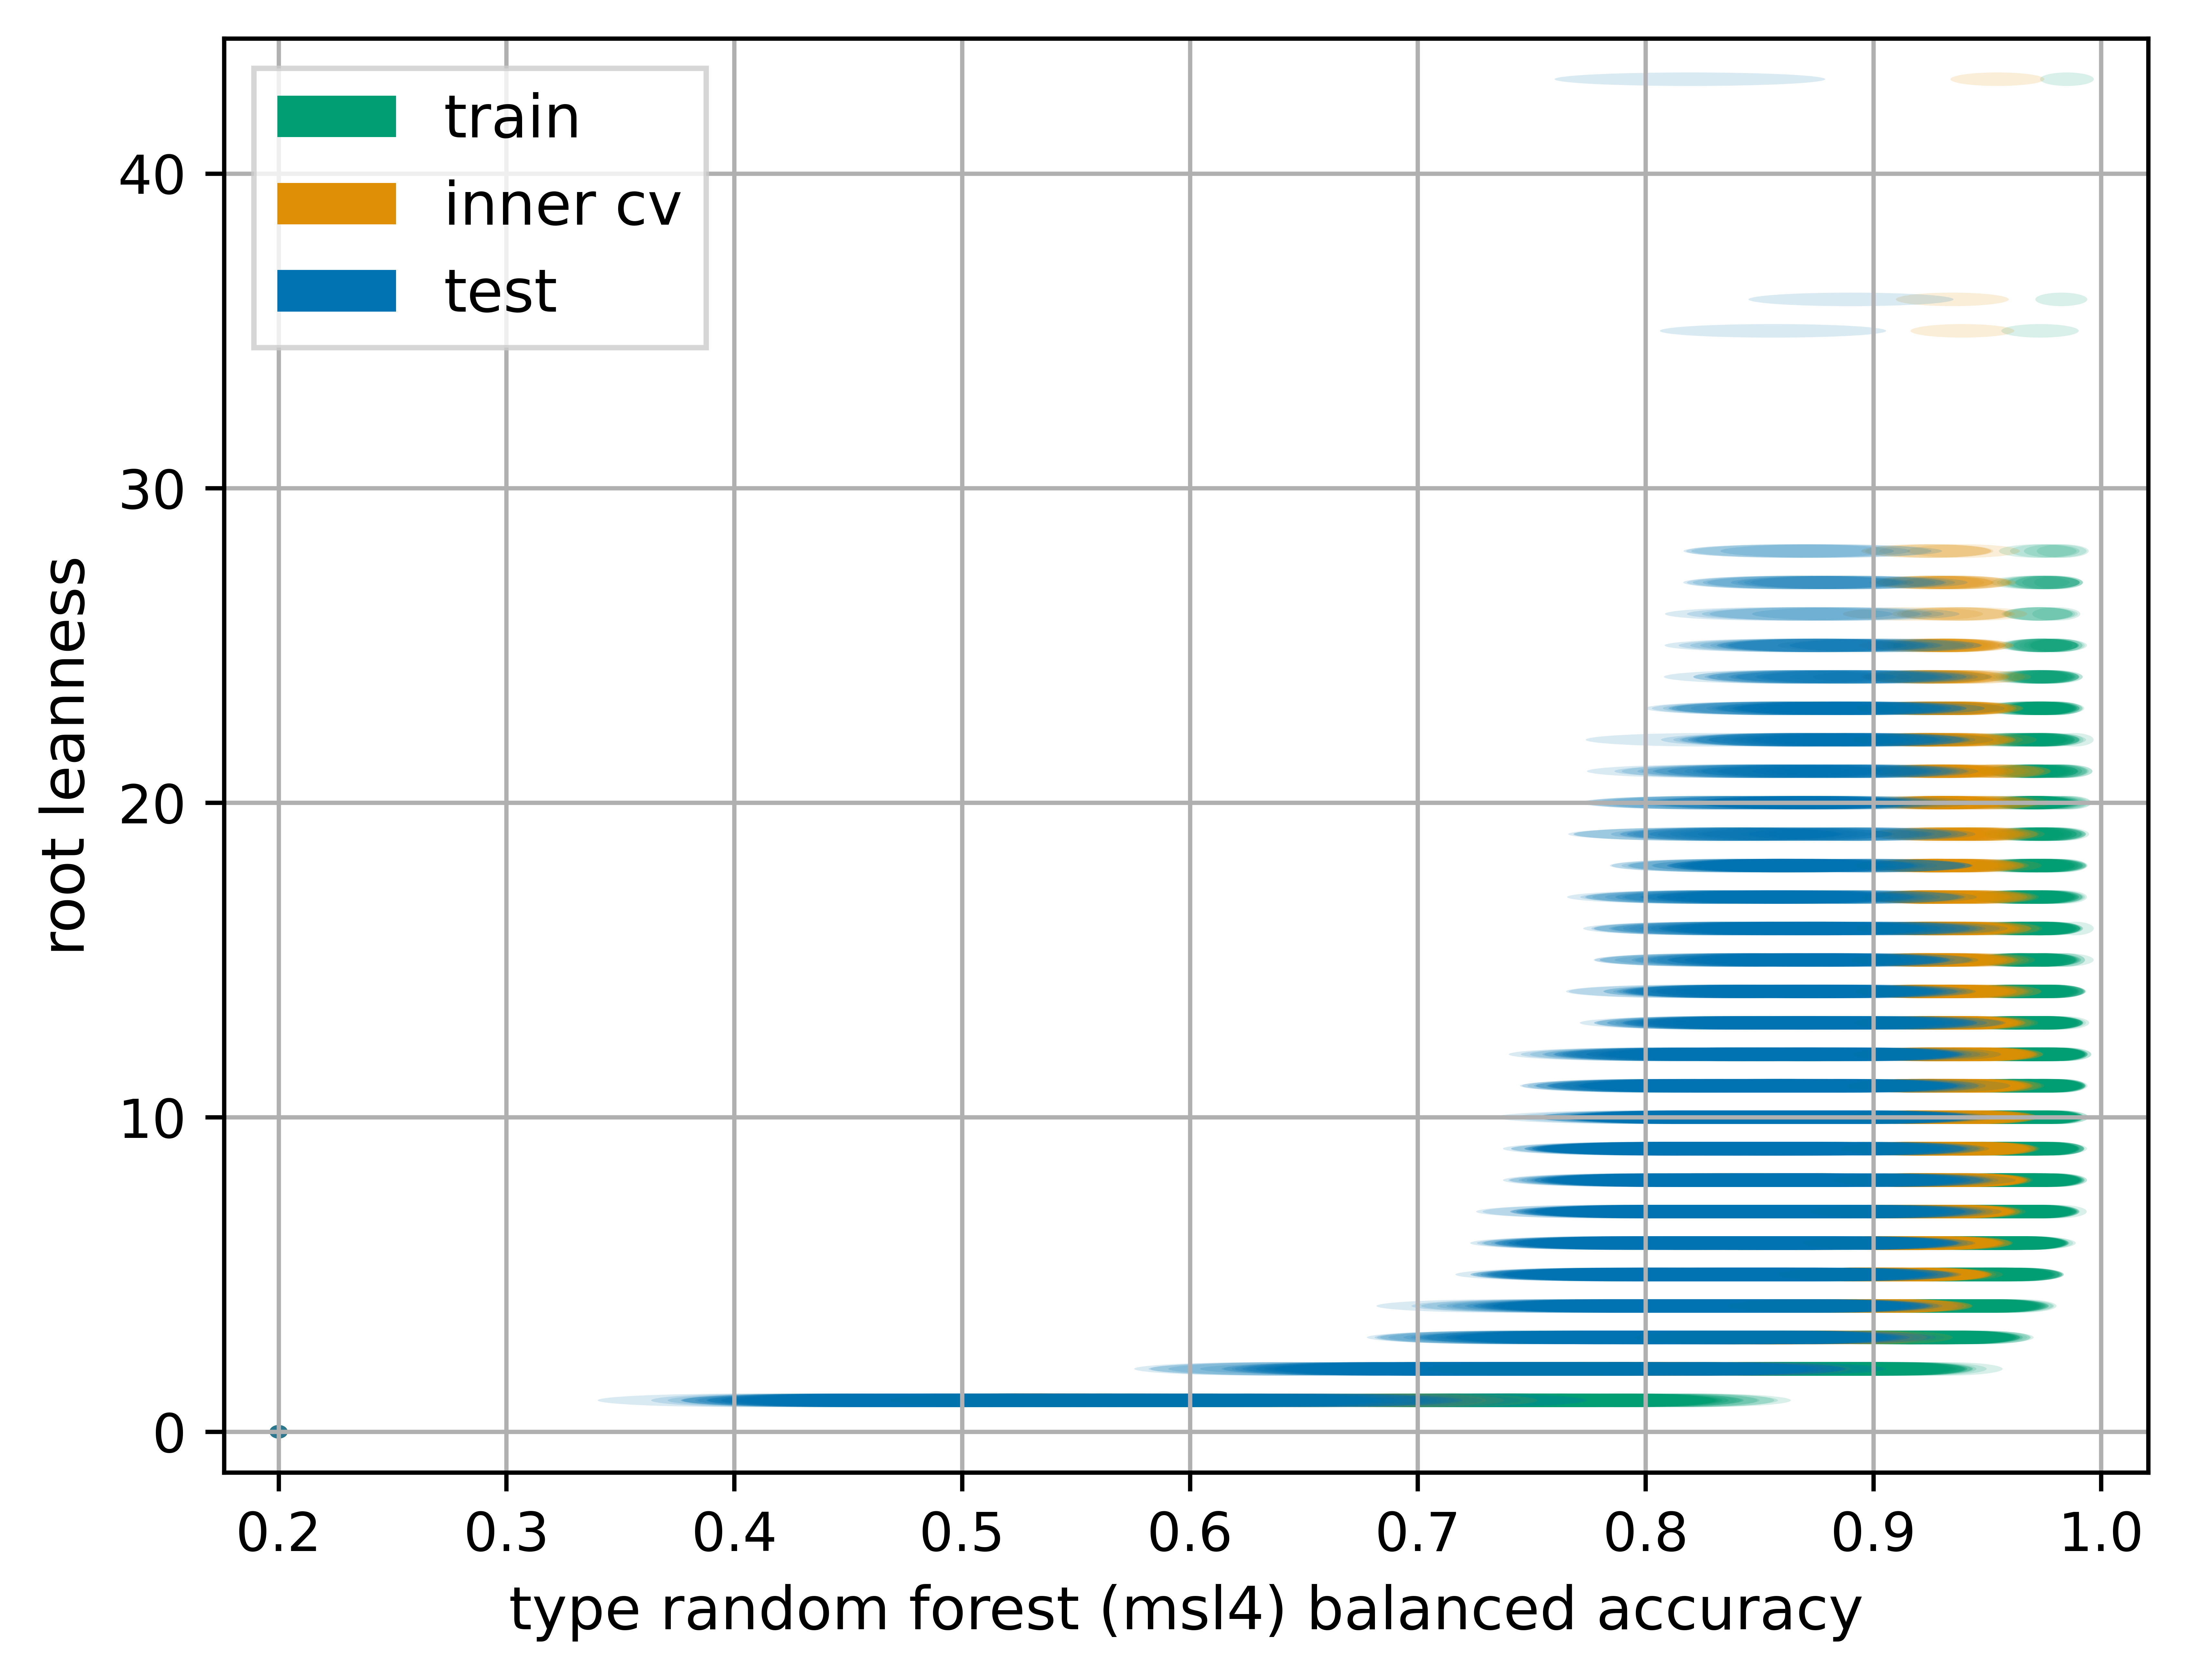 train
inner cv
test
root leanness
40
30
20
10
0
0.2 0.3 0.4 0.5 0.6 0.7 0.8 0.9 1.0
type random forest (msl4) balanced accuracy